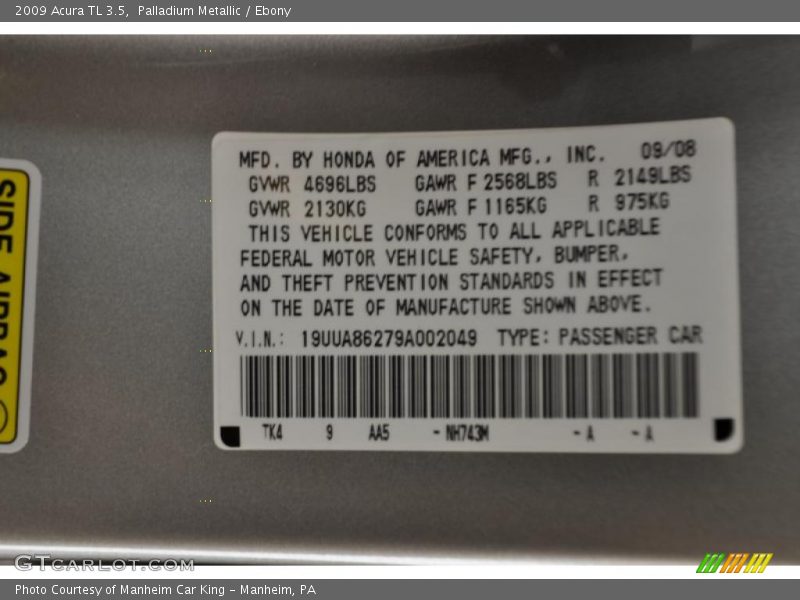 2009 Acura TL 3.5,  Palladium Metallic / Ebony
SIDE AIRBAG
MFD. BY HONDA OF AMERICA MFG., INC. 09/08
GVWR 4696LBS GAWR F 2568LBS R 2149LBS
GVWR 2130KG GAWR F 1165KG R 975KG
THIS VEHICLE CONFORMS TO ALL APPLICABLE
FEDERAL MOTOR VEHICLE SAFETY, BUMPER,
AND THEFT PREVENTION STANDARDS IN EFFECT
ON THE DATE OF MANUFACTURE SHOWN ABOVE.
V.I.N.: 19UUA86279A002049 TYPE: PASSENGER CAR
TK4 9 AA5 -NH743M -A -A
GTCARLOT.COM
Photo Courtesy of Manheim Car King – Manheim, PA